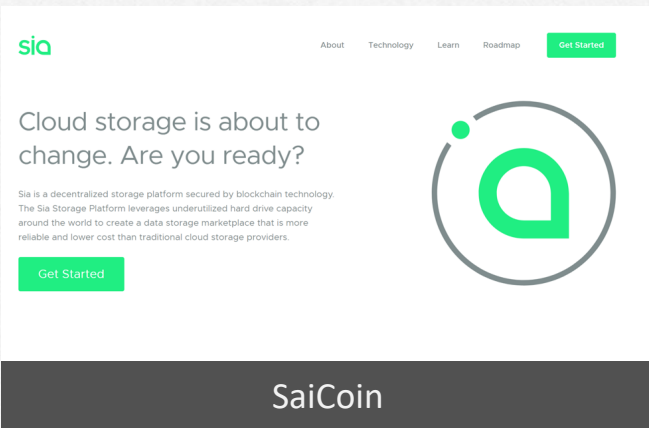 sia
About Technology Learn Roadmap Get Started
Cloud storage is about to
change. Are you ready?
Sia is a decentralized storage platform secured by blockchain technology.
The Sia Storage Platform leverages underutilized hard drive capacity
around the world to create a data storage marketplace that is more
reliable and lower cost than traditional cloud storage providers.
Get Started
SaiCoin